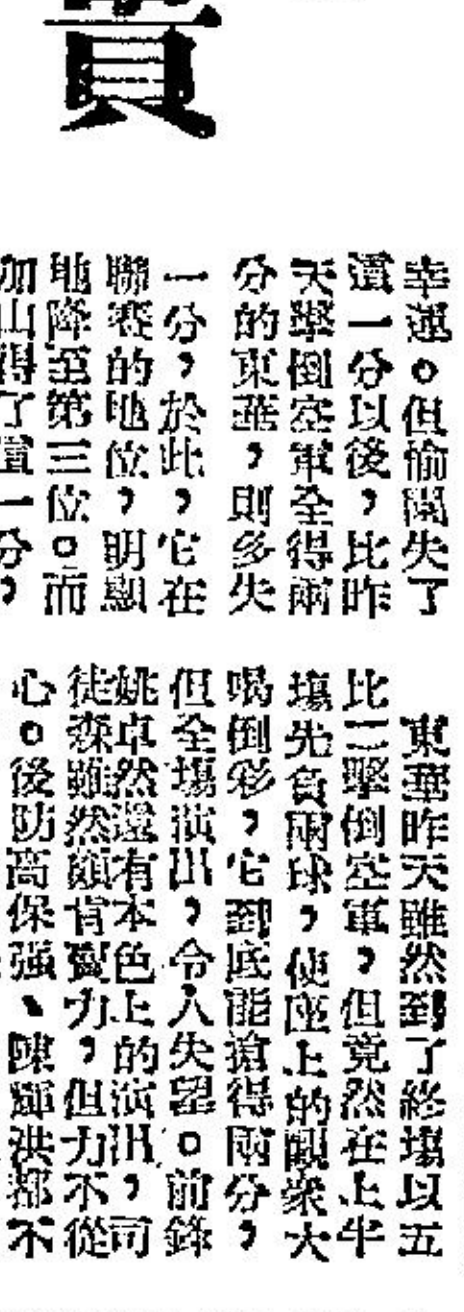 幸運。但愉園失了
這一分以後，比昨
天擊倒空軍全得兩
分的東華，則多失
一分，於此，它在
聯賽的地位，明顯
地降至第三位。而
加山得了這一分，
東華昨天雖然到了終場以五
比二擊倒空軍，但竟然在上半
場先負兩球，使座上的觀衆大
喝倒彩，它到底能搶得兩分，
但全場演出，令人失望。前鋒
姚卓然還有本色上的演出，司
徒森雖然頗肯賣力，但力不從
心。後防高保強、陳輝洪都不